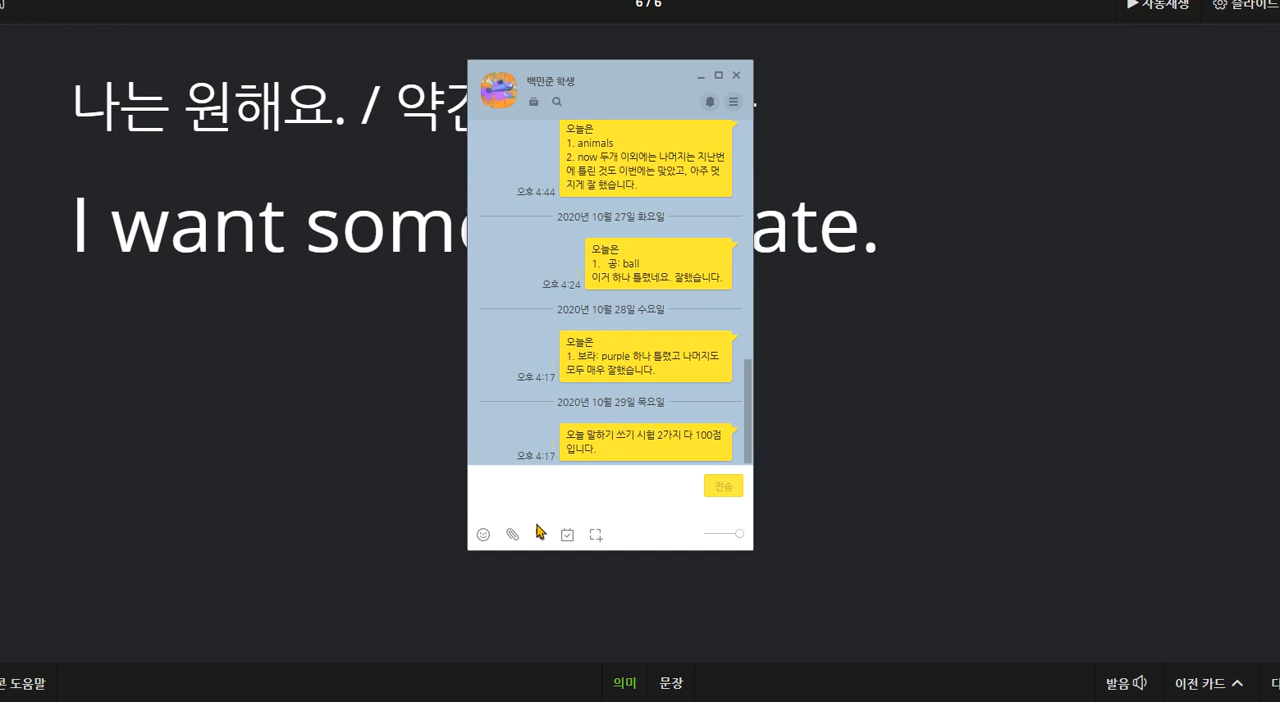 6 / 6
▶ 자동재생
슬라이드
나는 원해요. / 약간
I want some ate.
백민준 학생
오늘은
1. animals
2. now 두개 이외에는 나머지는 지난번
에 틀린 것도 이번에는 맞았고, 아주 멋
지게 잘 했습니다.
오후 4:44
2020년 10월 27일 화요일
오늘은
1. 공: ball
이거 하나 틀렸네요. 잘했습니다.
오후 4:24
2020년 10월 28일 수요일
오늘은
1. 보라: purple 하나 틀렸고 나머지도
모두 매우 잘했습니다.
오후 4:17
2020년 10월 29일 목요일
오늘 말하기 쓰기 시험 2가지 다 100점
입니다.
오후 4:17
전송
도움말
의미
문장
발음
이전 카드